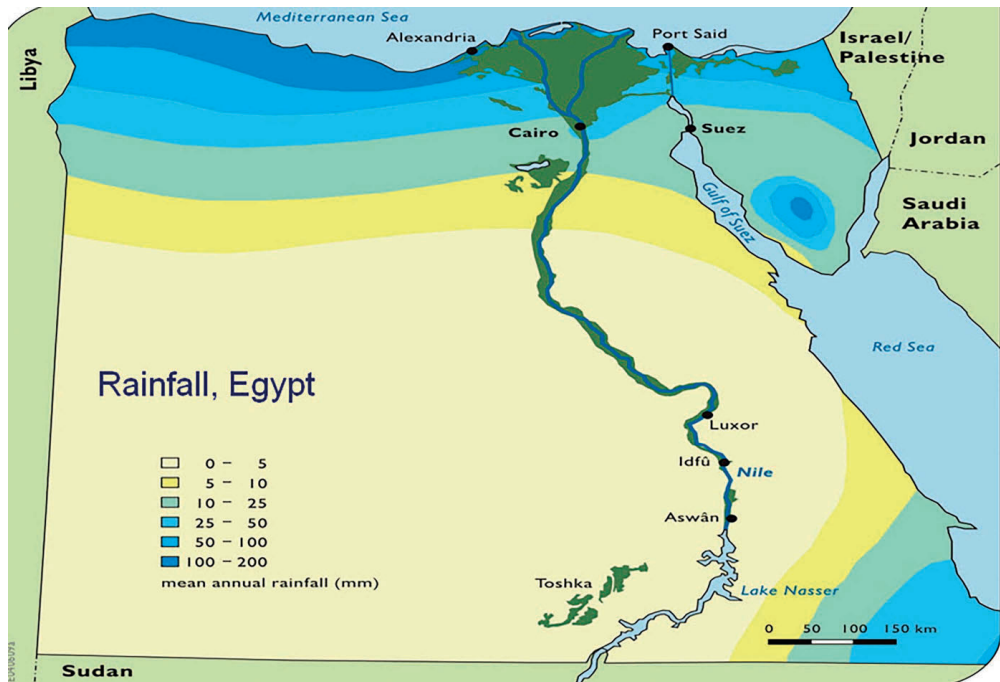 Mediterranean Sea
Libya
Alexandria
Port Said
Israel/
Palestine
Cairo
Suez
Jordan
Gulf of Suez
Saudi
Arabia
Red Sea
Rainfall, Egypt
Luxor
Idfû
Nile
Aswân
0 – 5
5 – 10
10 – 25
25 – 50
50 – 100
100 – 200
mean annual rainfall (mm)
Toshka
Lake Nasser
0 50 100 150 km
Sudan